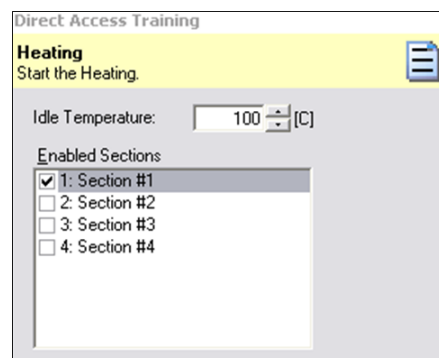 Direct Access Training
Heating
Start the Heating.
Idle Temperature: 100 [C]
Enabled Sections
1: Section #1
2: Section #2
3: Section #3
4: Section #4